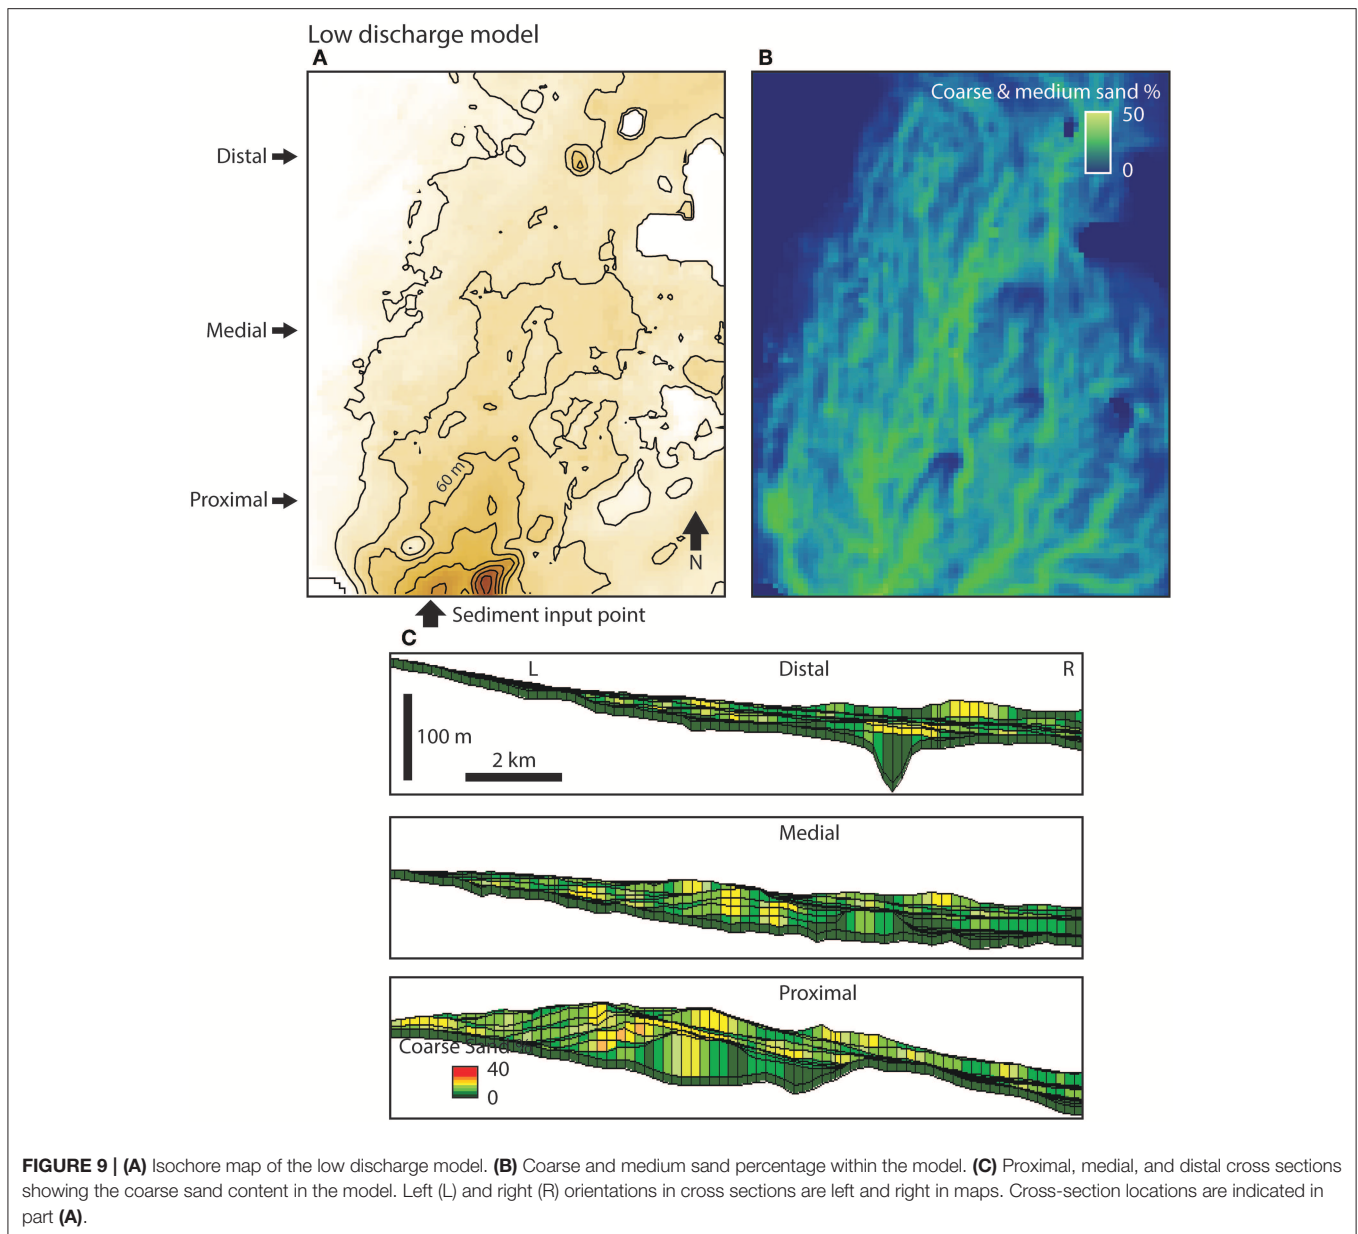 Low discharge model
A
B
Coarse & medium sand %
50
0
Distal
Medial
Proximal
60 m
N
Sediment input point
C
L
Distal
R
100 m
2 km
Medial
Proximal
Coarse Sand
40
0
FIGURE 9 | (A) Isochore map of the low discharge model. (B) Coarse and medium sand percentage within the model. (C) Proximal, medial, and distal cross sections
showing the coarse sand content in the model. Left (L) and right (R) orientations in cross sections are left and right in maps. Cross-section locations are indicated in
part (A).